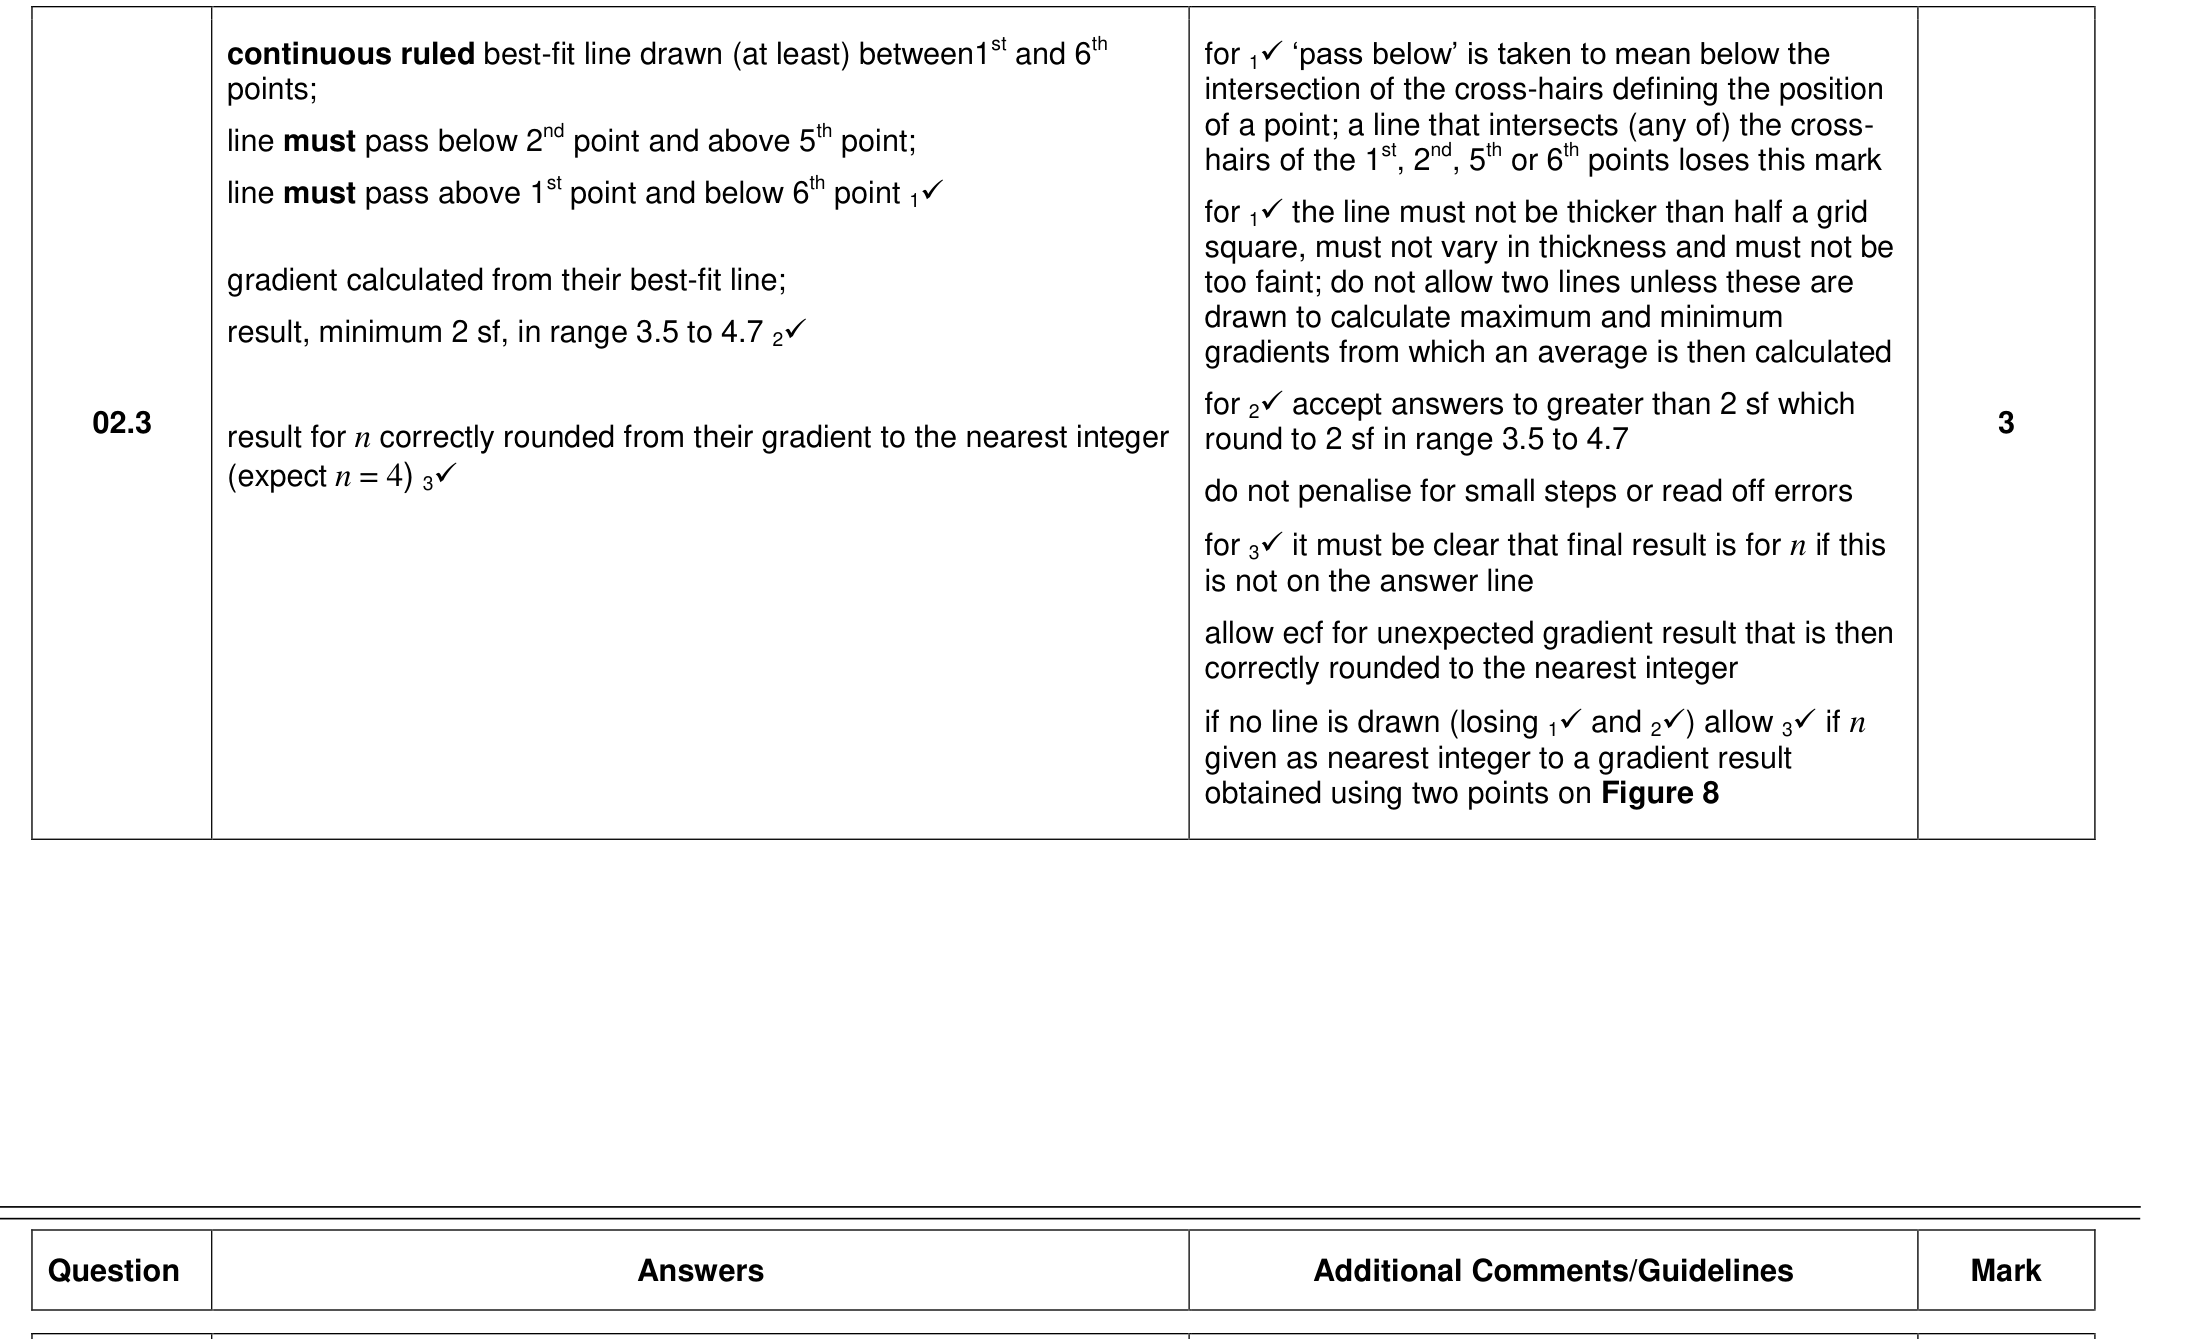 continuous ruled best-fit line drawn (at least) between1st and 6th
points;
line must pass below 2nd point and above 5th point;
line must pass above 1st point and below 6th point 1✓
gradient calculated from their best-fit line;
result, minimum 2 sf, in range 3.5 to 4.7 2✓
02.3
result for n correctly rounded from their gradient to the nearest integer
(expect n = 4) 3✓
for 1✓ ‘pass below’ is taken to mean below the
intersection of the cross-hairs defining the position
of a point; a line that intersects (any of) the cross-
hairs of the 1st, 2nd, 5th or 6th points loses this mark
for 1✓ the line must not be thicker than half a grid
square, must not vary in thickness and must not be
too faint; do not allow two lines unless these are
drawn to calculate maximum and minimum
gradients from which an average is then calculated
for 2✓ accept answers to greater than 2 sf which
round to 2 sf in range 3.5 to 4.7
do not penalise for small steps or read off errors
for 3✓ it must be clear that final result is for n if this
is not on the answer line
allow ecf for unexpected gradient result that is then
correctly rounded to the nearest integer
if no line is drawn (losing 1✓ and 2✓) allow 3✓ if n
given as nearest integer to a gradient result
obtained using two points on Figure 8
3
Question
Answers
Additional Comments/Guidelines
Mark